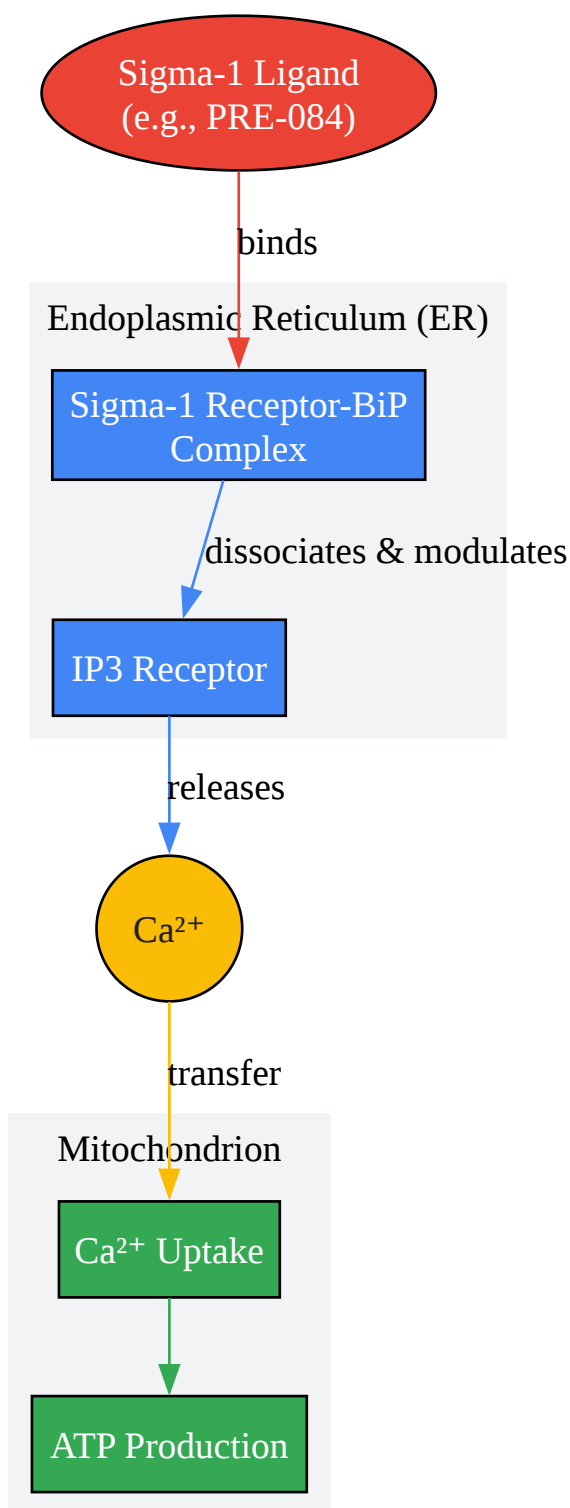 Sigma-1 Ligand
(e.g., PRE-084)
binds
Endoplasmic Reticulum (ER)
Sigma-1 Receptor-BiP
Complex
dissociates & modulates
IP3 Receptor
releases
Ca²⁺
transfer
Mitochondrion
Ca²⁺ Uptake
ATP Production